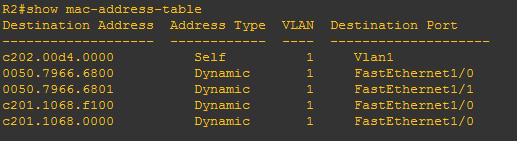 R2#show mac-address-table
Destination Address  Address Type  VLAN  Destination Port
-------------------  ------------  ----  --------------------
c202.00d4.0000          Self          1     Vlan1
0050.7966.6800          Dynamic       1     FastEthernet1/0
0050.7966.6801          Dynamic       1     FastEthernet1/1
c201.1068.f100          Dynamic       1     FastEthernet1/0
c201.1068.0000          Dynamic       1     FastEthernet1/0